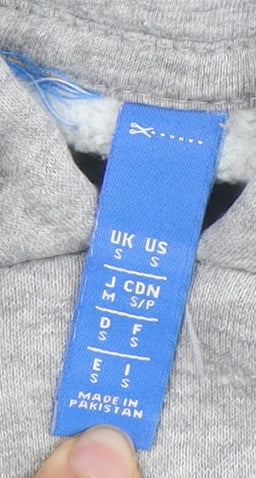 UK US
S S
J CDN
M S/P
D F
S S
E I
S S
MADE IN
PAKISTAN